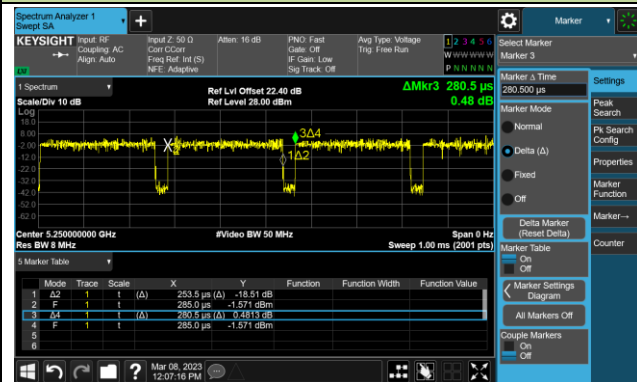 Spectrum Analyzer 1
Swept SA
Marker
KEYSIGHT Input: RF Input Z: 50 Ω Atten: 16 dB PNO: Fast Avg Type: Voltage 1 2 3 4 5 6
Coupling: AC Corr CCorr Gate: Off Trig: Free Run W W W W W W
Align: Auto Freq Ref: Int (S) IF Gain: Low P N N N N N
NFE: Adaptive Sig Track: Off
LXI
Select Marker
Marker 3
1 Spectrum
Ref Lvl Offset 22.40 dB
ΔMkr3 280.5 µs
Scale/Div 10 dB Ref Level 28.00 dBm 0.48 dB
Log
18.0
8.00
-2.00
-12.0
-22.0
-32.0
-42.0
-52.0
-62.0
3Δ4
1Δ2
Center 5.250000000 GHz #Video BW 50 MHz Span 0 Hz
Res BW 8 MHz Sweep 1.00 ms (2001 pts)
5 Marker Table
Mode Trace Scale X Y Function Function Width Function Value
1 Δ2 1 t (Δ) 253.5 µs (Δ) -18.51 dB
2 F 1 t 285.0 µs -1.571 dBm
3 Δ4 1 t (Δ) 280.5 µs (Δ) 0.4813 dB
4 F 1 t 285.0 µs -1.571 dBm
5
6
Marker Δ Time
280.500 µs
Marker Mode
Normal
Delta (Δ)
Fixed
Off
Delta Marker
(Reset Delta)
Marker Table
On
Off
Marker Settings
Diagram
All Markers Off
Couple Markers
On
Off
Settings
Peak
Search
Pk Search
Config
Properties
Marker
Function
Marker→
Counter
Mar 08, 2023
12:07:16 PM